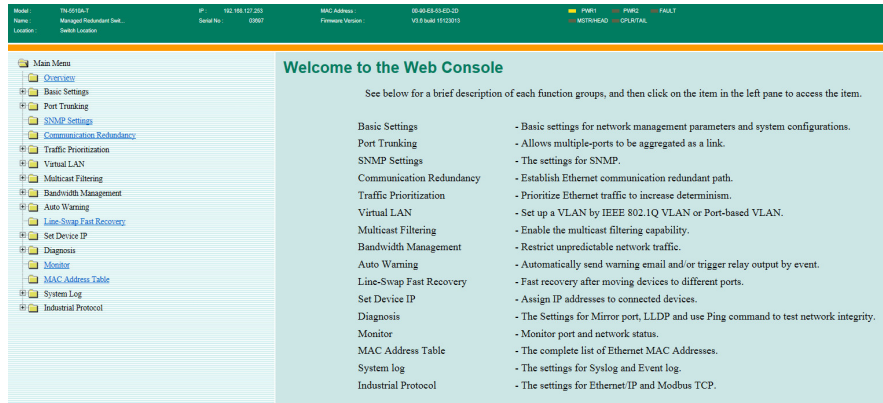 Model : TN-5510A-T IP : 192.168.127.253 MAC Address : 00-90-E8-53-ED-2D PWR1 PWR2 FAULT
Name : Managed Redundant Swit... Serial No : 03697 Firmware Version : V3.8 build 15123013 MSTR/HEAD CPLR/TAIL
Location : Switch Location
Main Menu
Overview
Basic Settings
Port Trunking
SNMP Settings
Communication Redundancy
Traffic Prioritization
Virtual LAN
Multicast Filtering
Bandwidth Management
Auto Warning
Line-Swap Fast Recovery
Set Device IP
Diagnosis
Monitor
MAC Address Table
System Log
Industrial Protocol
Welcome to the Web Console
See below for a brief description of each function groups, and then click on the item in the left pane to access the item.
Basic Settings - Basic settings for network management parameters and system configurations.
Port Trunking - Allows multiple-ports to be aggregated as a link.
SNMP Settings - The settings for SNMP.
Communication Redundancy - Establish Ethernet communication redundant path.
Traffic Prioritization - Prioritize Ethernet traffic to increase determinism.
Virtual LAN - Set up a VLAN by IEEE 802.1Q VLAN or Port-based VLAN.
Multicast Filtering - Enable the multicast filtering capability.
Bandwidth Management - Restrict unpredictable network traffic.
Auto Warning - Automatically send warning email and/or trigger relay output by event.
Line-Swap Fast Recovery - Fast recovery after moving devices to different ports.
Set Device IP - Assign IP addresses to connected devices.
Diagnosis - The Settings for Mirror port, LLDP and use Ping command to test network integrity.
Monitor - Monitor port and network status.
MAC Address Table - The complete list of Ethernet MAC Addresses.
System log - The settings for Syslog and Event log.
Industrial Protocol - The settings for Ethernet/IP and Modbus TCP.